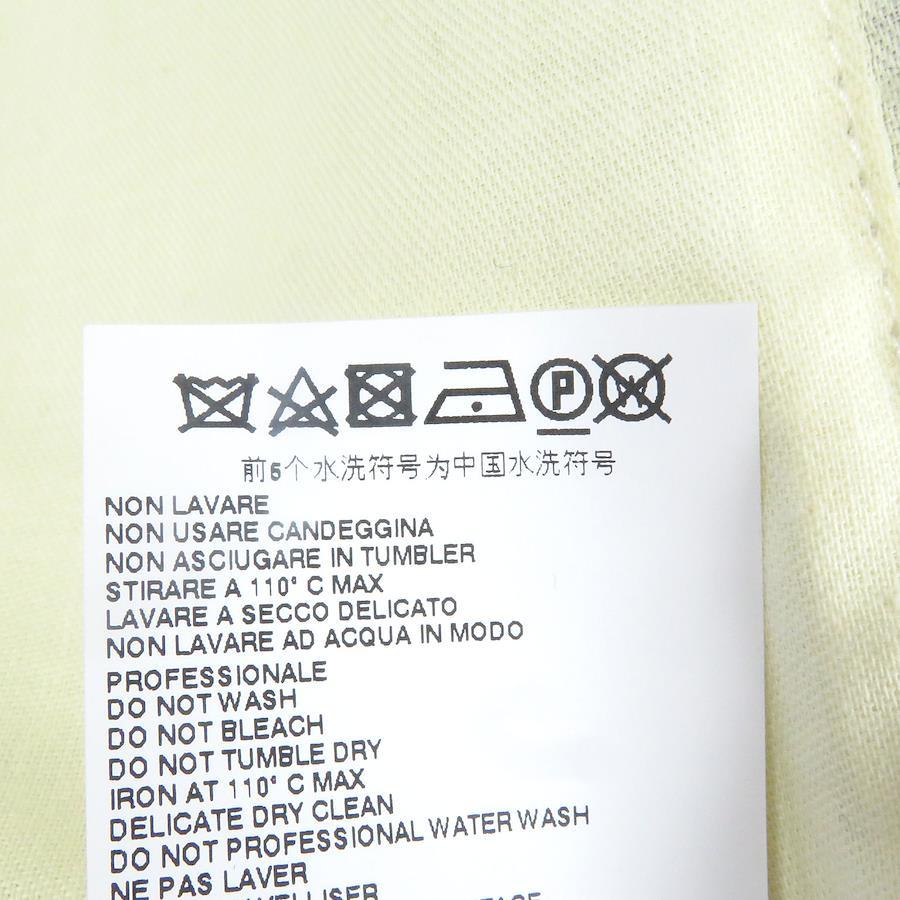 P W
前5个水洗符号为中国水洗符号
NON LAVARE
NON USARE CANDEGGINA
NON ASCIUGARE IN TUMBLER
STIRARE A 110° C MAX
LAVARE A SECCO DELICATO
NON LAVARE AD ACQUA IN MODO
PROFESSIONALE
DO NOT WASH
DO NOT BLEACH
DO NOT TUMBLE DRY
IRON AT 110° C MAX
DELICATE DRY CLEAN
DO NOT PROFESSIONAL WATER WASH
NE PAS LAVER